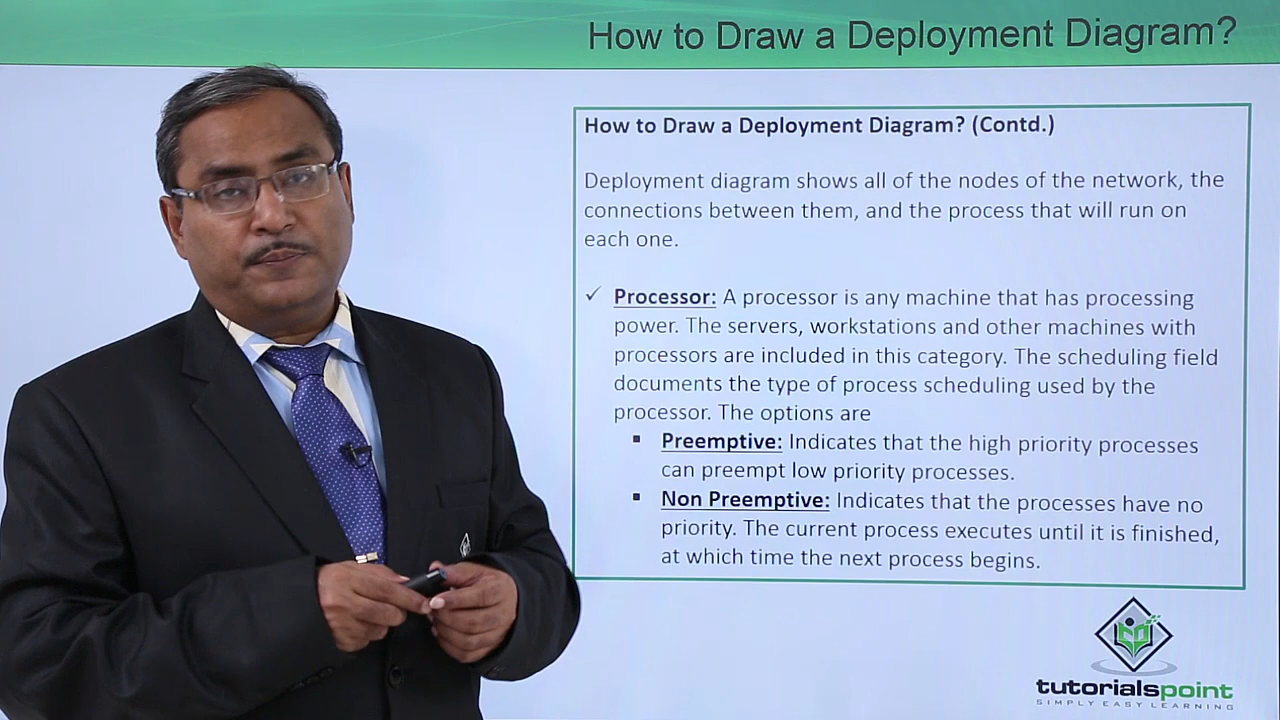 How to Draw a Deployment Diagram?
How to Draw a Deployment Diagram? (Contd.)
Deployment diagram shows all of the nodes of the network, the
connections between them, and the process that will run on
each one.
✓ Processor: A processor is any machine that has processing
power. The servers, workstations and other machines with
processors are included in this category. The scheduling field
documents the type of process scheduling used by the
processor. The options are
▪ Preemptive: Indicates that the high priority processes
can preempt low priority processes.
▪ Non Preemptive: Indicates that the processes have no
priority. The current process executes until it is finished,
at which time the next process begins.
tutorialspoint
SIMPLY EASY LEARNING